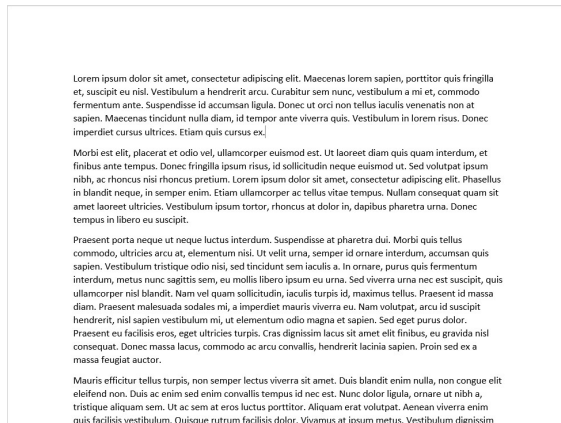 Lorem ipsum dolor sit amet, consectetur adipiscing elit. Maecenas lorem sapien, porttitor quis fringilla
et, suscipit eu nisl. Vestibulum a hendrerit arcu. Curabitur sem nunc, vestibulum a mi et, commodo
fermentum ante. Suspendisse id accumsan ligula. Donec ut orci non tellus iaculis venenatis non at
sapien. Maecenas tincidunt nulla diam, id tempor ante viverra quis. Vestibulum in lorem risus. Donec
imperdiet cursus ultrices. Etiam quis cursus ex.
Morbi est elit, placerat et odio vel, ullamcorper euismod est. Ut laoreet diam quis quam interdum, et
finibus ante tempus. Donec fringilla ipsum risus, id sollicitudin neque euismod ut. Sed volutpat ipsum
nibh, ac rhoncus nisi rhoncus pretium. Lorem ipsum dolor sit amet, consectetur adipiscing elit. Phasellus
in blandit neque, in semper enim. Etiam ullamcorper ac tellus vitae tempus. Nullam consequat quam sit
amet laoreet ultricies. Vestibulum ipsum tortor, rhoncus at dolor in, dapibus pharetra urna. Donec
tempus in libero eu suscipit.
Praesent porta neque ut neque luctus interdum. Suspendisse at pharetra dui. Morbi quis tellus
commodo, ultricies arcu at, elementum nisi. Ut velit urna, semper id ornare interdum, accumsan quis
sapien. Vestibulum tristique odio nisi, sed tincidunt sem iaculis a. In ornare, purus quis fermentum
interdum, metus nunc sagittis sem, eu mollis libero ipsum eu urna. Sed viverra urna nec est suscipit, quis
ullamcorper nisl blandit. Nam vel quam sollicitudin, iaculis turpis id, maximus tellus. Praesent id massa
diam. Praesent malesuada sodales mi, a imperdiet mauris viverra eu. Nam volutpat, arcu id suscipit
hendrerit, nisl sapien vestibulum mi, ut elementum odio magna et sapien. Sed eget purus dolor.
Praesent eu facilisis eros, eget ultricies turpis. Cras dignissim lacus sit amet elit finibus, eu gravida nisl
consequat. Donec massa lacus, commodo ac arcu convallis, hendrerit lacinia sapien. Proin sed ex a
massa feugiat auctor.
Mauris efficitur tellus turpis, non semper lectus viverra sit amet. Duis blandit enim nulla, non congue elit
eleifend non. Duis ac enim sed enim convallis tempus id nec est. Nunc dolor ligula, ornare ut nibh a,
tristique aliquam sem. Ut ac sem at eros luctus porttitor. Aliquam erat volutpat. Aenean viverra enim
quis facilisis vestibulum. Quisque rutrum facilisis dolor. Vivamus at ipsum metus. Vestibulum dignissim